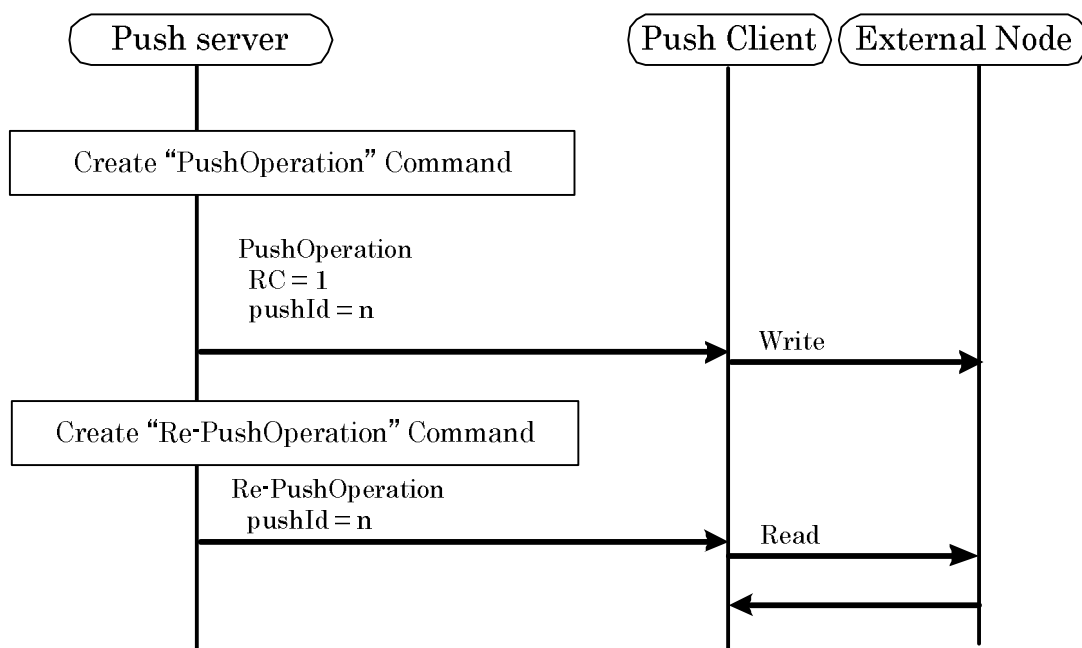 Push server
Push Client
External Node
Create “PushOperation” Command
PushOperation
RC = 1
pushId = n
Write
Create “Re-PushOperation” Command
Re-PushOperation
pushId = n
Read